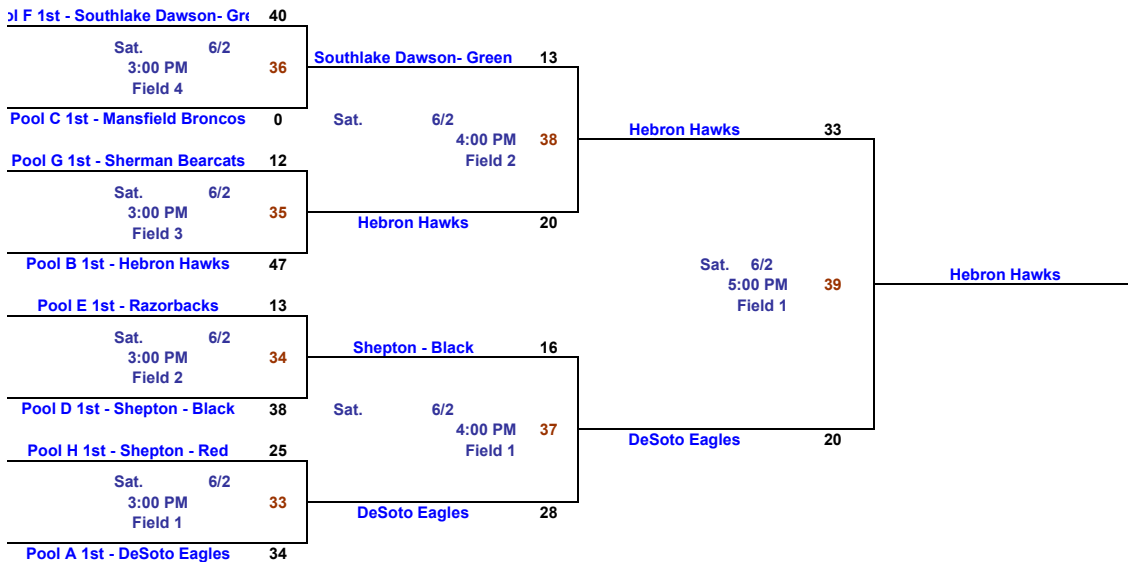 ol F 1st - Southlake Dawson- Gre 40
Sat. 6/2
3:00 PM 36
Field 4
Pool C 1st - Mansfield Broncos 0
Pool G 1st - Sherman Bearcats 12
Sat. 6/2
3:00 PM 35
Field 3
Pool B 1st - Hebron Hawks 47
Pool E 1st - Razorbacks 13
Sat. 6/2
3:00 PM 34
Field 2
Pool D 1st - Shepton - Black 38
Pool H 1st - Shepton - Red 25
Sat. 6/2
3:00 PM 33
Field 1
Pool A 1st - DeSoto Eagles 34
Southlake Dawson- Green 13
Sat. 6/2
4:00 PM 38
Field 2
Hebron Hawks 20
Shepton - Black 16
Sat. 6/2
4:00 PM 37
Field 1
DeSoto Eagles 28
Hebron Hawks 33
Sat. 6/2
5:00 PM 39
Field 1
DeSoto Eagles 20
Hebron Hawks